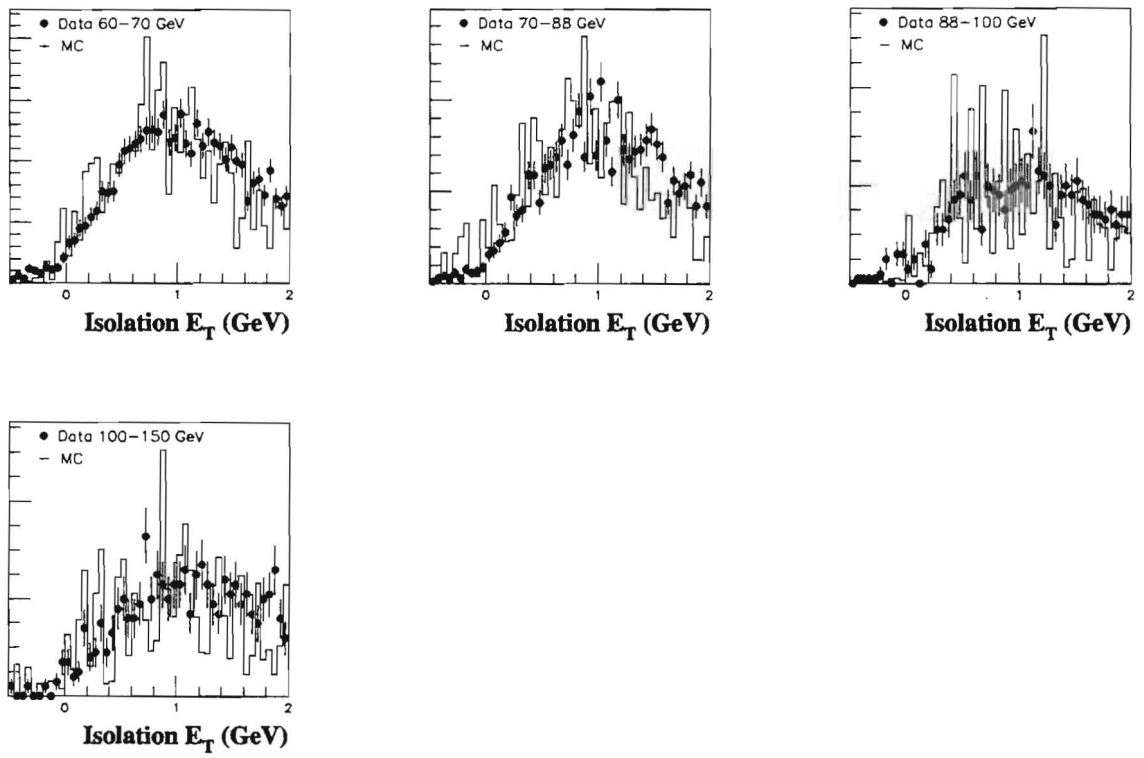 Data 60-70 GeV
MC
0 1 2
Isolation E_T (GeV)
Data 70-88 GeV
MC
0 1 2
Isolation E_T (GeV)
Data 88-100 GeV
MC
0 1 2
Isolation E_T (GeV)
Data 100-150 GeV
MC
0 1 2
Isolation E_T (GeV)